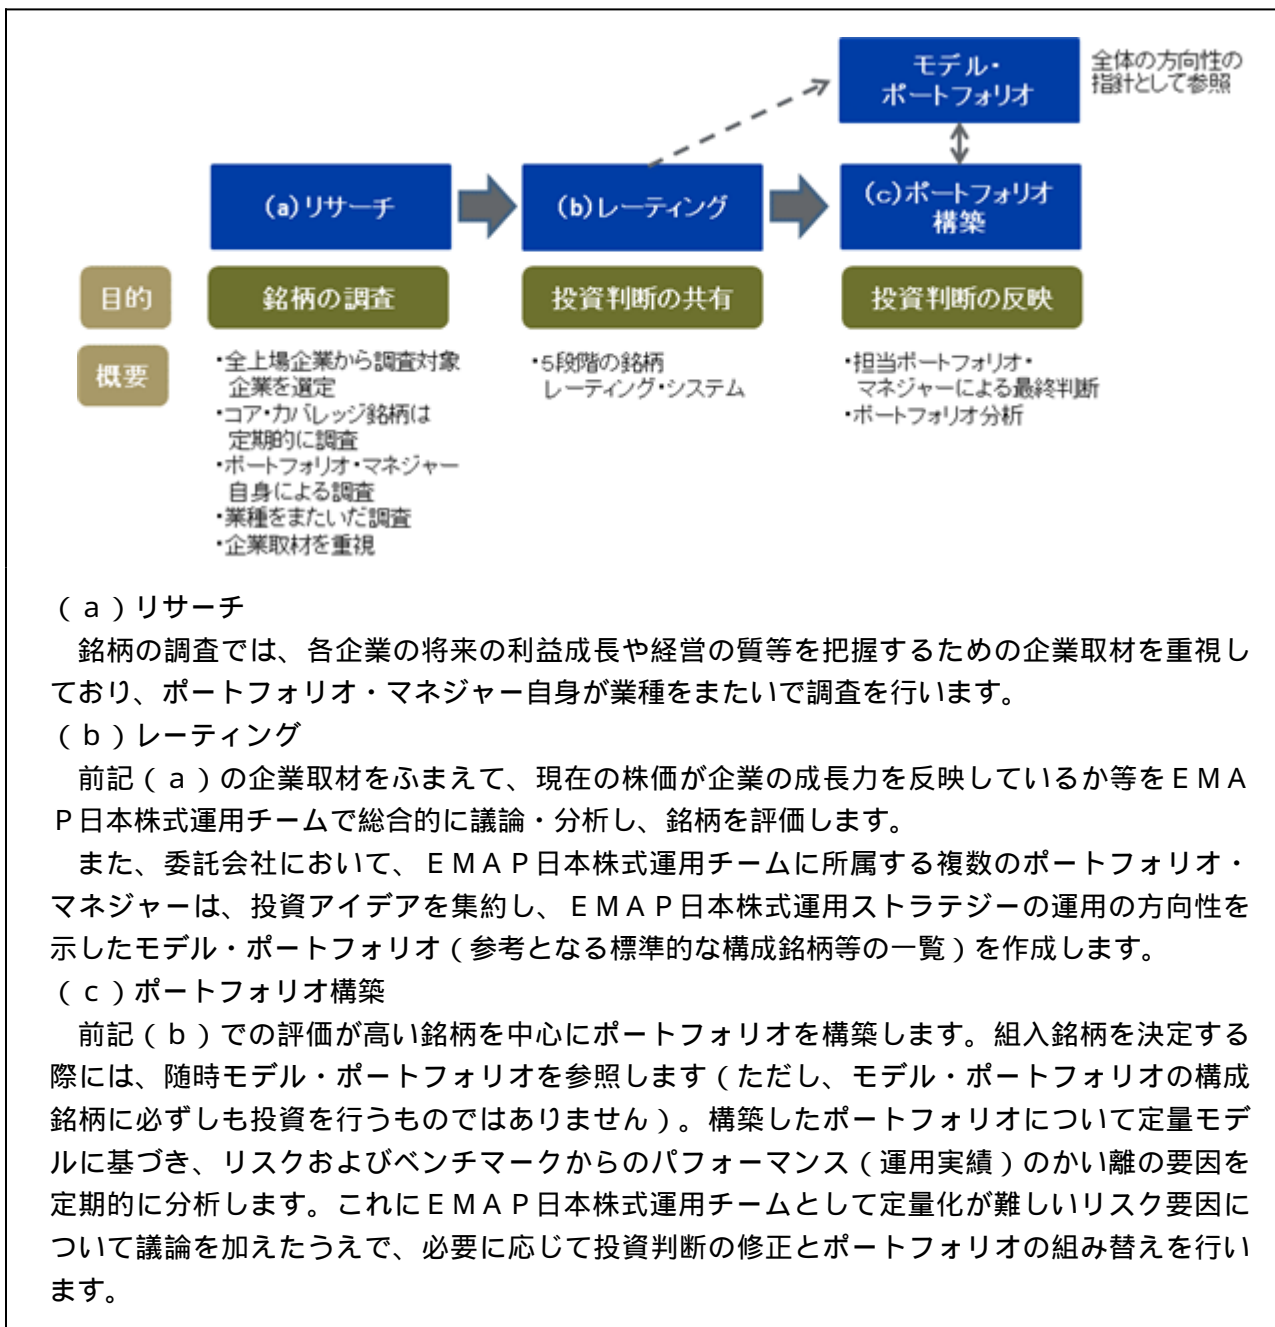 モデル・
ポートフォリオ
全体の方向性の
指針として参照
(a)リサーチ
(b)レーティング
(c)ポートフォリオ
構築
目的
銘柄の調査
投資判断の共有
投資判断の反映
概要
・全上場企業から調査対象
企業を選定
・コア・カバレッジ銘柄は
定期的に調査
・ポートフォリオ・マネジャー
自身による調査
・業種をまたいだ調査
・企業取材を重視
・5段階の銘柄
レーティング・システム
・担当ポートフォリオ・
マネジャーによる最終判断
・ポートフォリオ分析
(a)リサーチ
銘柄の調査では、各企業の将来の利益成長や経営の質等を把握するための企業取材を重視し
ており、ポートフォリオ・マネジャー自身が業種をまたいで調査を行います。
(b)レーティング
前記(a)の企業取材をふまえて、現在の株価が企業の成長力を反映しているか等をEMA
P日本株式運用チームで総合的に議論・分析し、銘柄を評価します。
また、委託会社において、EMAP日本株式運用チームに所属する複数のポートフォリオ・
マネジャーは、投資アイデアを集約し、EMAP日本株式運用ストラテジーの運用の方向性を
示したモデル・ポートフォリオ(参考となる標準的な構成銘柄等の一覧)を作成します。
(c)ポートフォリオ構築
前記(b)での評価が高い銘柄を中心にポートフォリオを構築します。組入銘柄を決定する
際には、随時モデル・ポートフォリオを参照します(ただし、モデル・ポートフォリオの構成
銘柄に必ずしも投資を行うものではありません)。構築したポートフォリオについて定量モデ
ルに基づき、リスクおよびベンチマークからのパフォーマンス(運用実績)のかい離の要因を
定期的に分析します。これにEMAP日本株式運用チームとして定量化が難しいリスク要因に
ついて議論を加えたうえで、必要に応じて投資判断の修正とポートフォリオの組み替えを行い
ます。